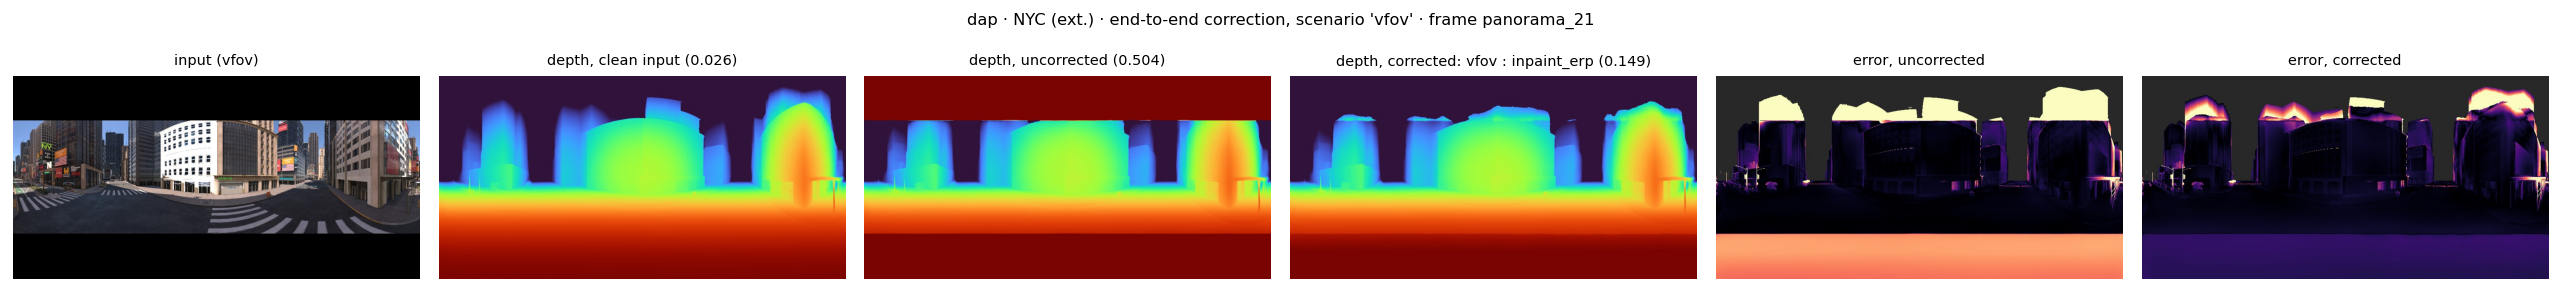 dap · NYC (ext.) · end-to-end correction, scenario 'vfov' · frame panorama_21
input (vfov)
depth, clean input (0.026)
depth, uncorrected (0.504)
depth, corrected: vfov : inpaint_erp (0.149)
error, uncorrected
error, corrected